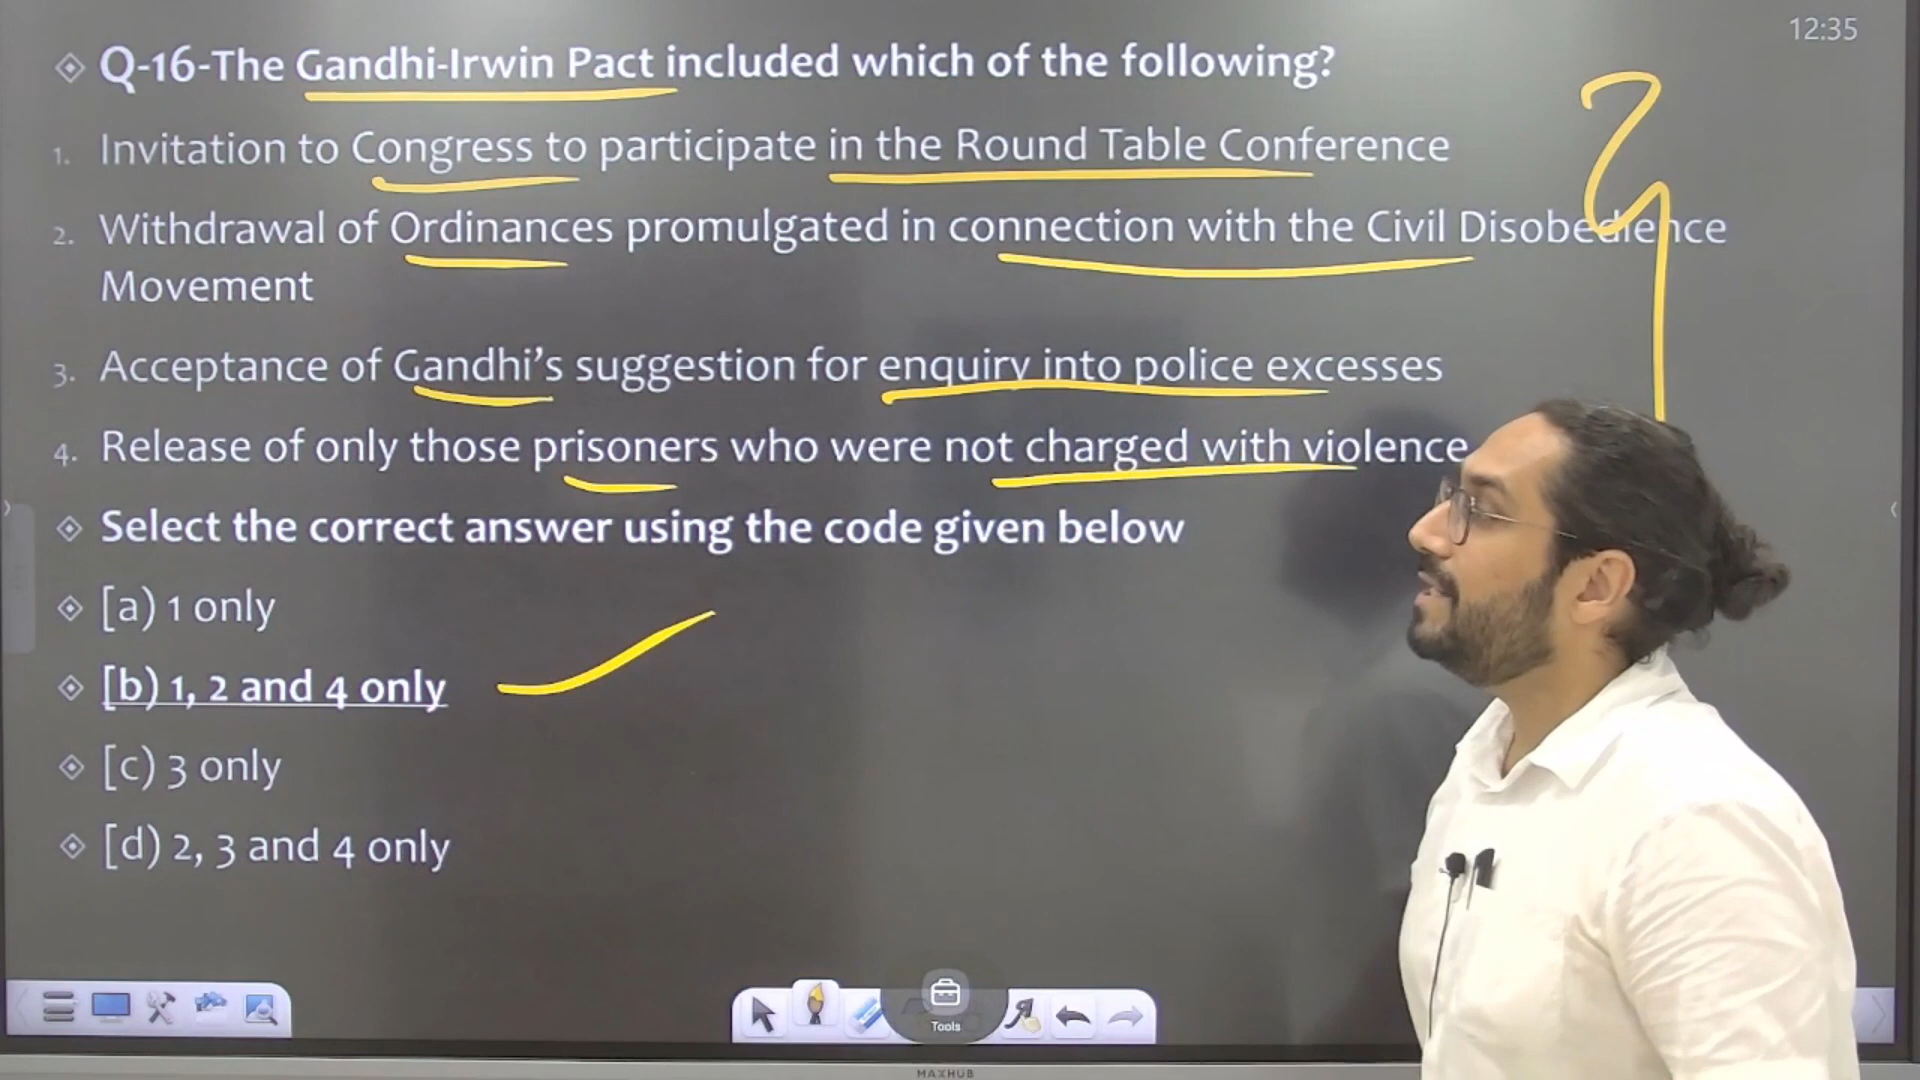 12:35
Q-16-The Gandhi-Irwin Pact included which of the following?
1. Invitation to Congress to participate in the Round Table Conference
2. Withdrawal of Ordinances promulgated in connection with the Civil Disobedience
Movement
3. Acceptance of Gandhi's suggestion for enquiry into police excesses
4. Release of only those prisoners who were not charged with violence
Select the correct answer using the code given below
[a) 1 only
[b) 1, 2 and 4 only
[c) 3 only
[d) 2, 3 and 4 only
Tools
MAXHUB